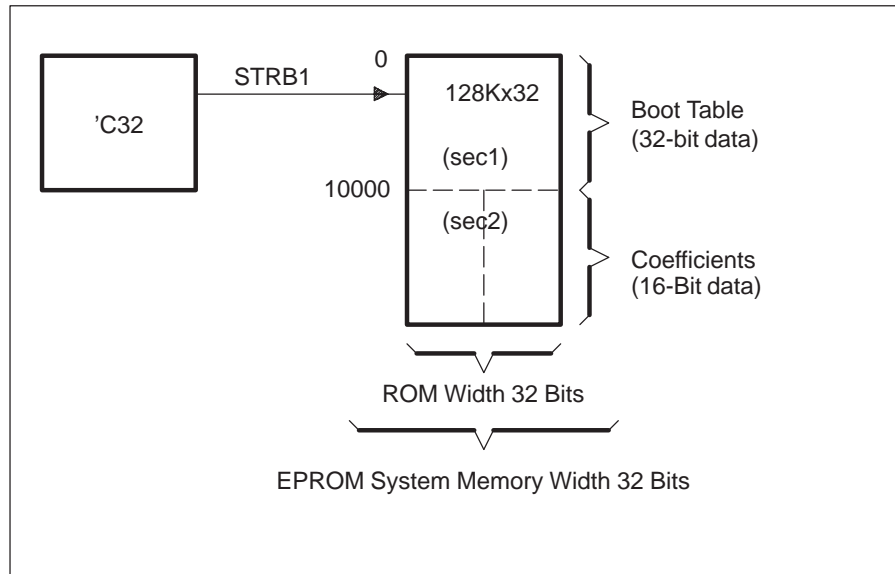 0
STRB1
128Kx32
’C32
Boot Table
(32-bit data)
(sec1)
10000
(sec2)
Coefficients
(16-Bit data)
ROM Width 32 Bits
EPROM System Memory Width 32 Bits